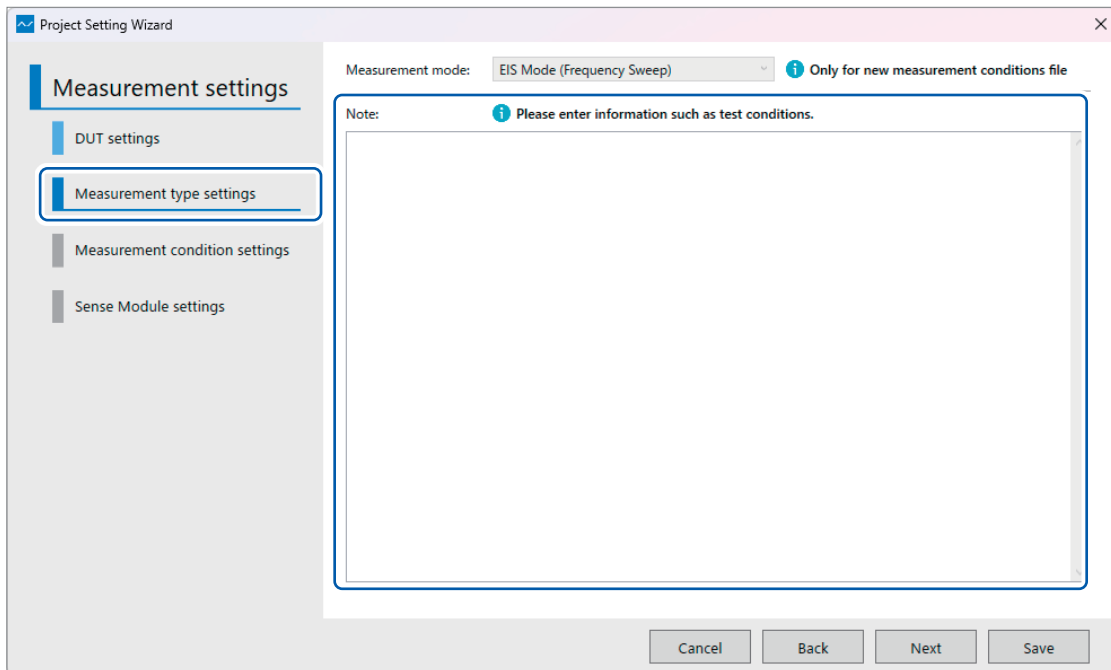 Project Setting Wizard
Measurement settings
DUT settings
Measurement type settings
Measurement condition settings
Sense Module settings
Measurement mode: EIS Mode (Frequency Sweep) Only for new measurement conditions file
Note: Please enter information such as test conditions.
Cancel Back Next Save